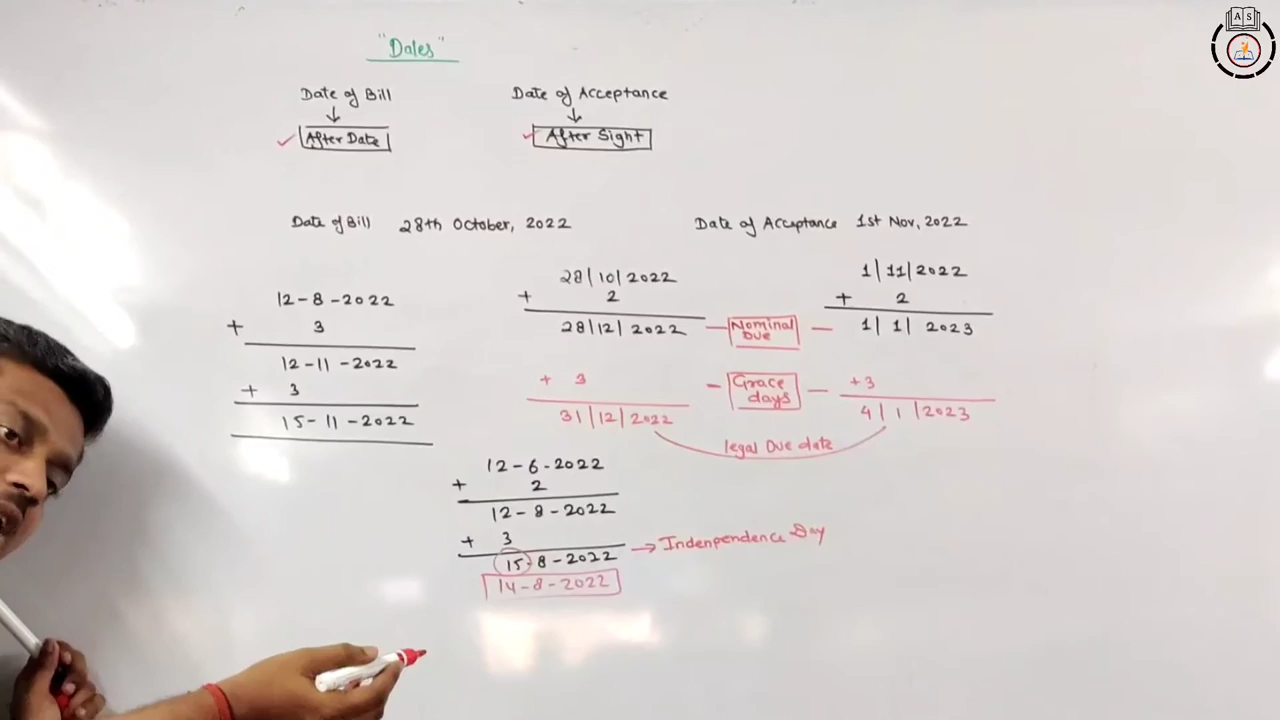 AS
"Dates"
Date of Bill
After Date
Date of Acceptance
After Sight
Date of Bill 28th October, 2022
Date of Acceptance 1st Nov, 2022
12-8-2022
+ 3
12-11-2022
+ 3
15-11-2022
28/10/2022
+ 2
28/12/2022
+ 3
31/12/2022
Nominal
Due
Grace
days
1/11/2022
+ 2
1/1/2023
+3
4/1/2023
legal Due date
12-6-2022
+ 2
12-8-2022
+ 3
15-8-2022
Indenpendence Day
14-8-2022